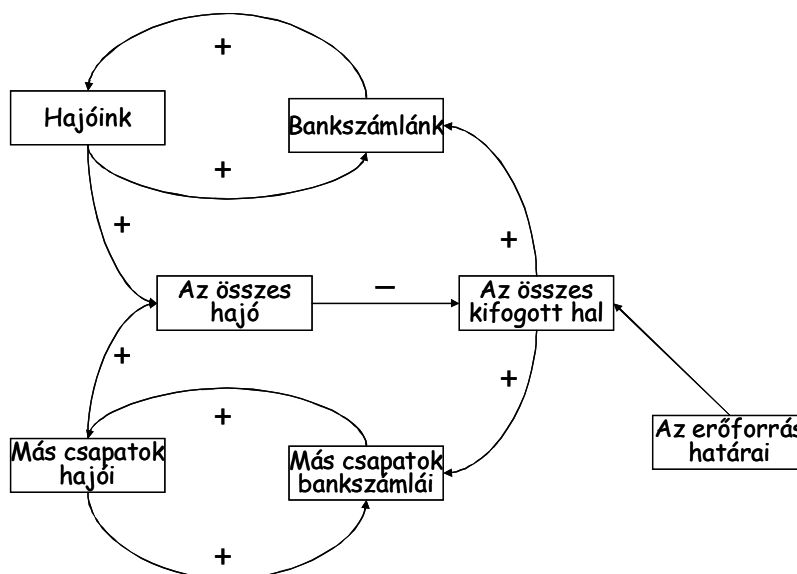 +
Hajóink
Bankszámlánk
+
+
+
Az összes
hajó
–
Az összes
kifogott hal
+
+
+
Más csapatok
hajói
Más csapatok
bankszámlái
Az erőforrás
határai
+